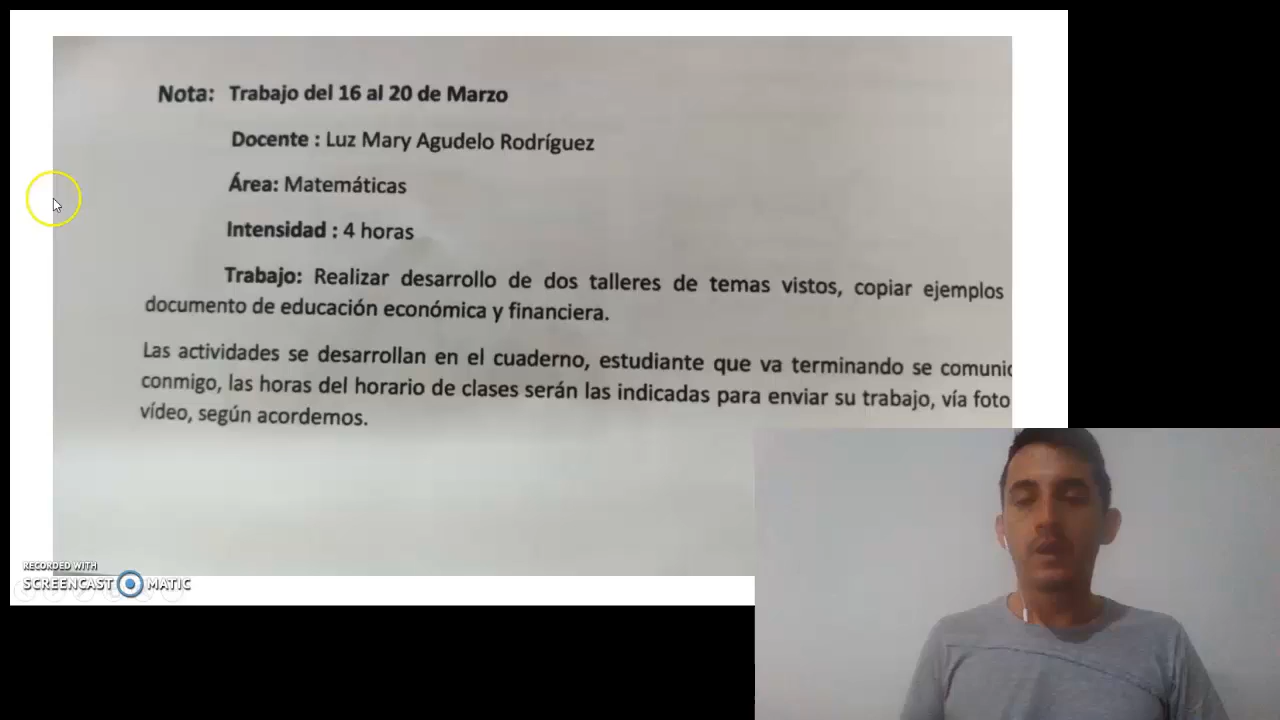 Nota: Trabajo del 16 al 20 de Marzo
Docente : Luz Mary Agudelo Rodríguez
Área: Matemáticas
Intensidad : 4 horas
Trabajo: Realizar desarrollo de dos talleres de temas vistos, copiar ejemplos
documento de educación económica y financiera.
Las actividades se desarrollan en el cuaderno, estudiante que va terminando se
conmigo, las horas del horario de clases serán las indicadas para enviar su trabajo, vía foto
vídeo, según acordemos.
RECORDED WITH
SCREENCAST MATIC